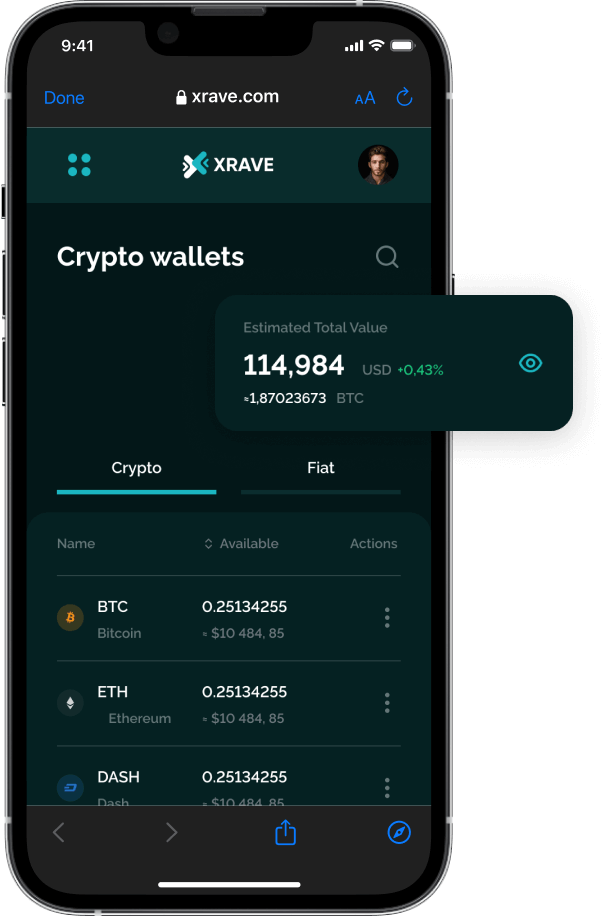 9:41
Done
xrave.com
AA
XRAVE
Crypto wallets
Estimated Total Value
114,984 USD +0,43%
≈1,87023673 BTC
Crypto Fiat
Name Available Actions
BTC 0.25134255
Bitcoin ≈ $10 484, 85
ETH 0.25134255
Ethereum ≈ $10 484, 85
DASH 0.25134255
Dash ≈ $10 484, 85